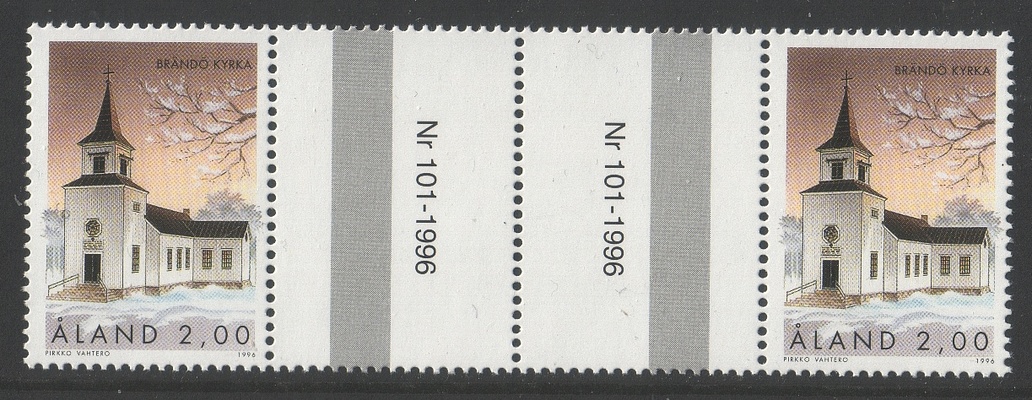 BRÄNDÖ KYRKA
ÅLAND 2,00
PIRKKO VAHTERO 1996
Nr 101-1996
Nr 101-1996
BRÄNDÖ KYRKA
ÅLAND 2,00
PIRKKO VAHTERO 1996